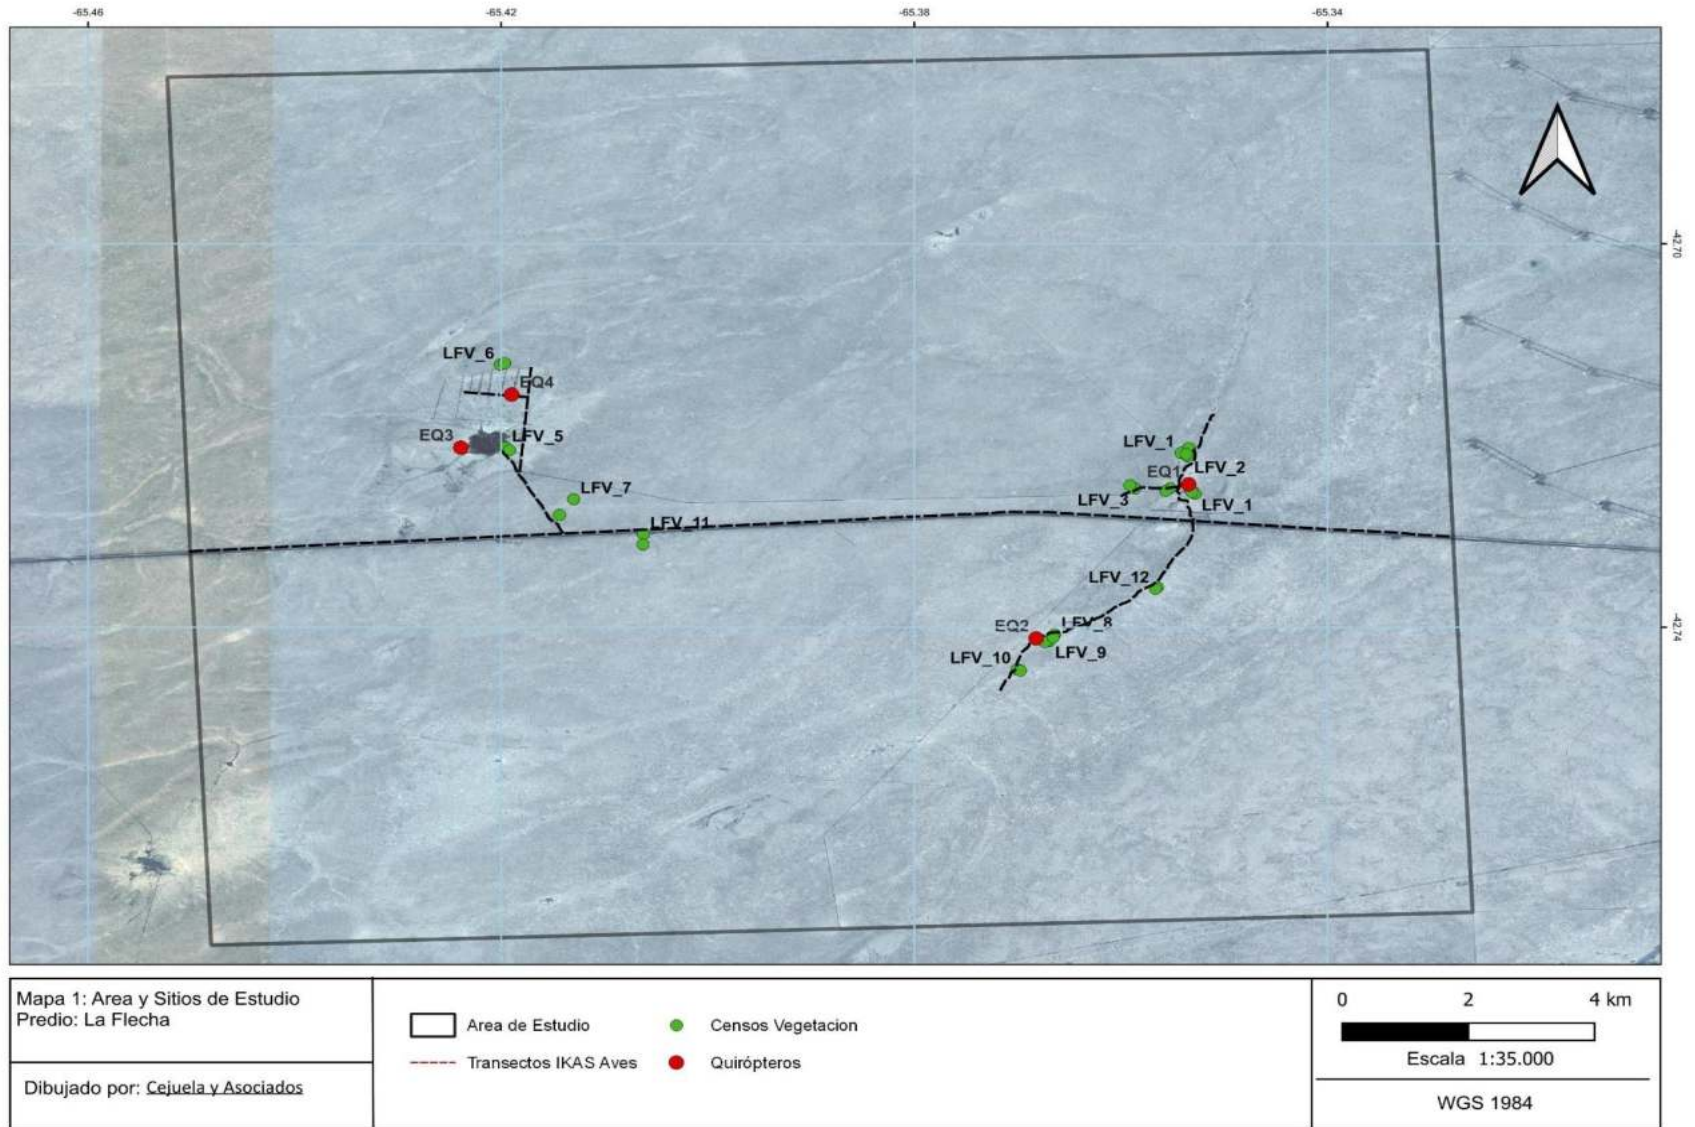 -65.46
-65.42
-65.38
-65.34
-42.70
LFV_6
EQ4
EQ3
LFV_5
LFV_1
EQ1
LFV_2
LFV_7
LFV_3
LFV_1
LFV_11
LFV_12
EQ2
LFV_8
-42.74
LFV_10
LFV_9
Mapa 1: Area y Sitios de Estudio
Predio: La Flecha
Dibujado por: Cejuela y Asociados
Area de Estudio
Censos Vegetacion
Transectos IKAS Aves
Quirópteros
0 2 4 km
Escala 1:35.000
WGS 1984